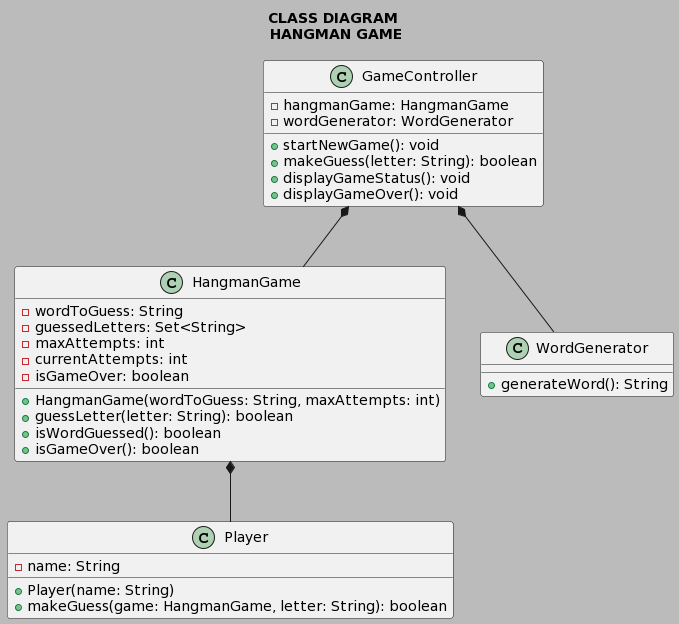 CLASS DIAGRAM
HANGMAN GAME
C GameController
hangmanGame: HangmanGame
wordGenerator: WordGenerator
startNewGame(): void
makeGuess(letter: String): boolean
displayGameStatus(): void
displayGameOver(): void
C HangmanGame
wordToGuess: String
guessedLetters: Set<String>
maxAttempts: int
currentAttempts: int
isGameOver: boolean
HangmanGame(wordToGuess: String, maxAttempts: int)
guessLetter(letter: String): boolean
isWordGuessed(): boolean
isGameOver(): boolean
C WordGenerator
generateWord(): String
C Player
name: String
Player(name: String)
makeGuess(game: HangmanGame, letter: String): boolean